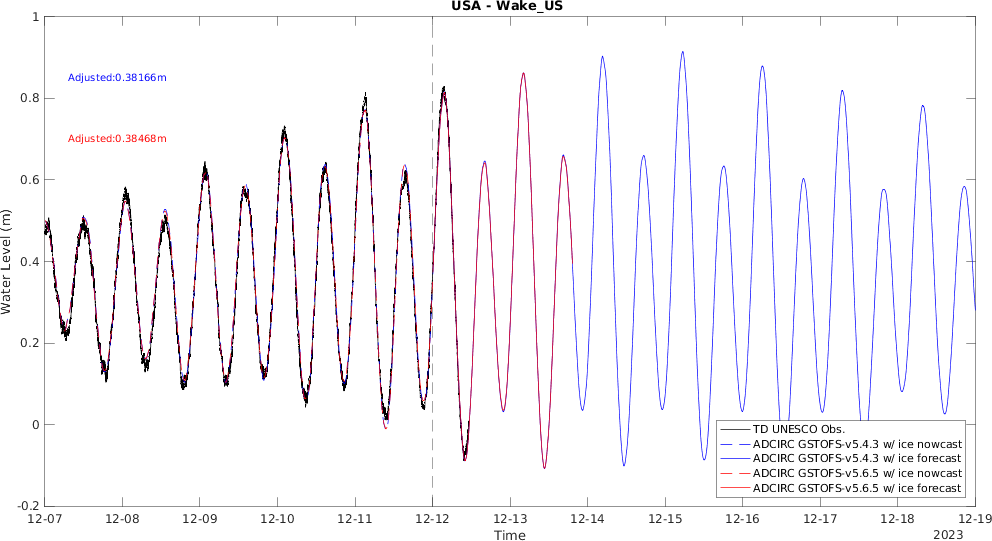 USA - Wake_US
1
0.8
0.6
0.4
0.2
0
-0.2
Water Level (m)
Adjusted:0.38166m
Adjusted:0.38468m
TD UNESCO Obs.
ADCIRC GSTOFS-v5.4.3 w/ ice nowcast
ADCIRC GSTOFS-v5.4.3 w/ ice forecast
ADCIRC GSTOFS-v5.6.5 w/ ice nowcast
ADCIRC GSTOFS-v5.6.5 w/ ice forecast
12-07 12-08 12-09 12-10 12-11 12-12 12-13 12-14 12-15 12-16 12-17 12-18 12-19
Time
2023